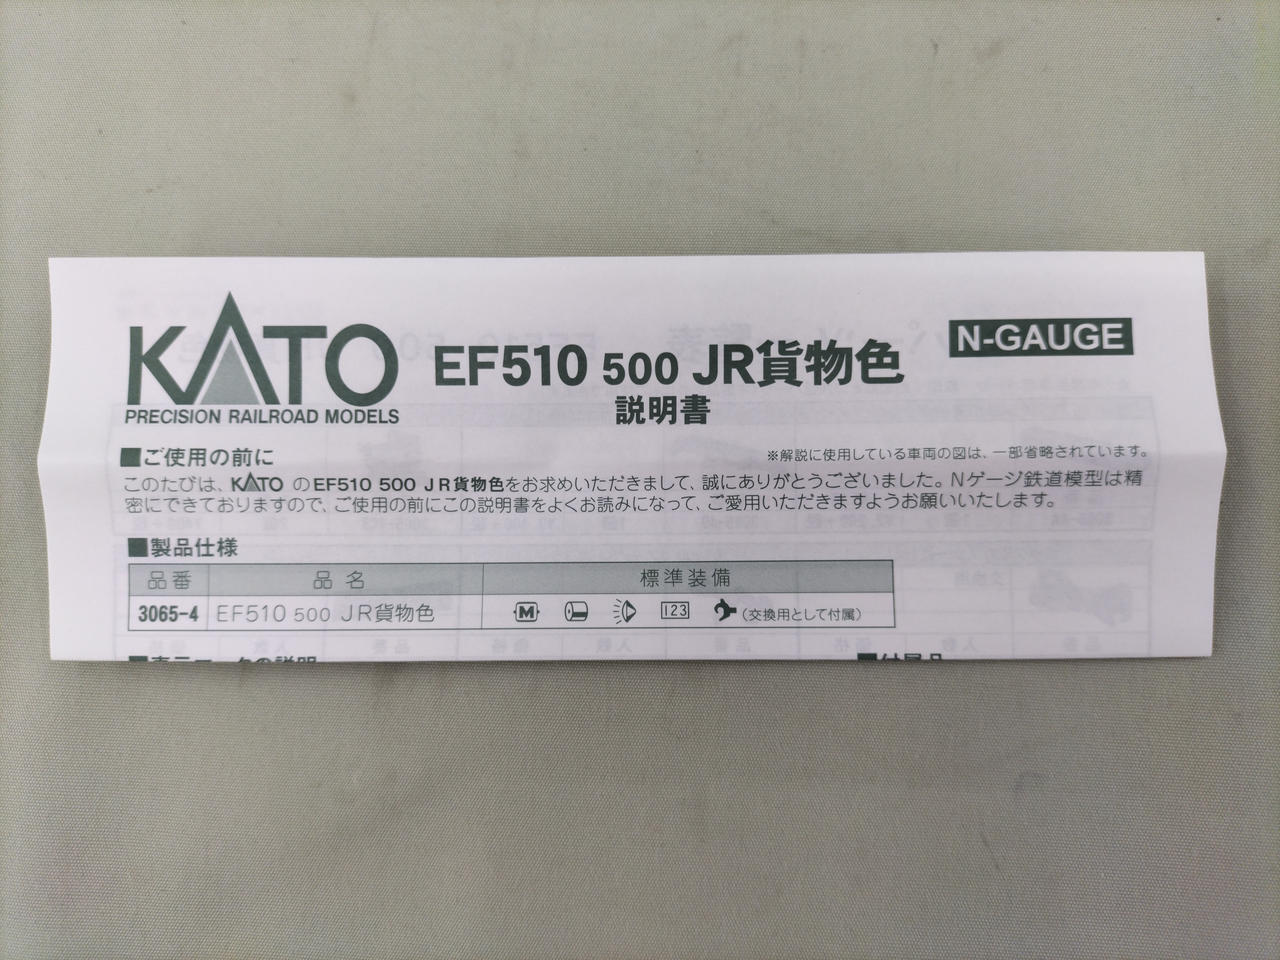 KATO
PRECISION RAILROAD MODELS
EF510 500 JR貨物色
説明書
N-GAUGE
■ご使用の前に
※解説に使用している車両の図は、一部省略されています。
このたびは、KATO のEF510 500 JR貨物色をお求めいただきまして、誠にありがとうございました。Nゲージ鉄道模型は精
密にできておりますので、ご使用の前にこの説明書をよくお読みになって、ご愛用いただきますようお願いいたします。
■製品仕様
品番 品名 標準装備
3065-4 EF510 500 JR貨物色 M 123 (交換用として付属)